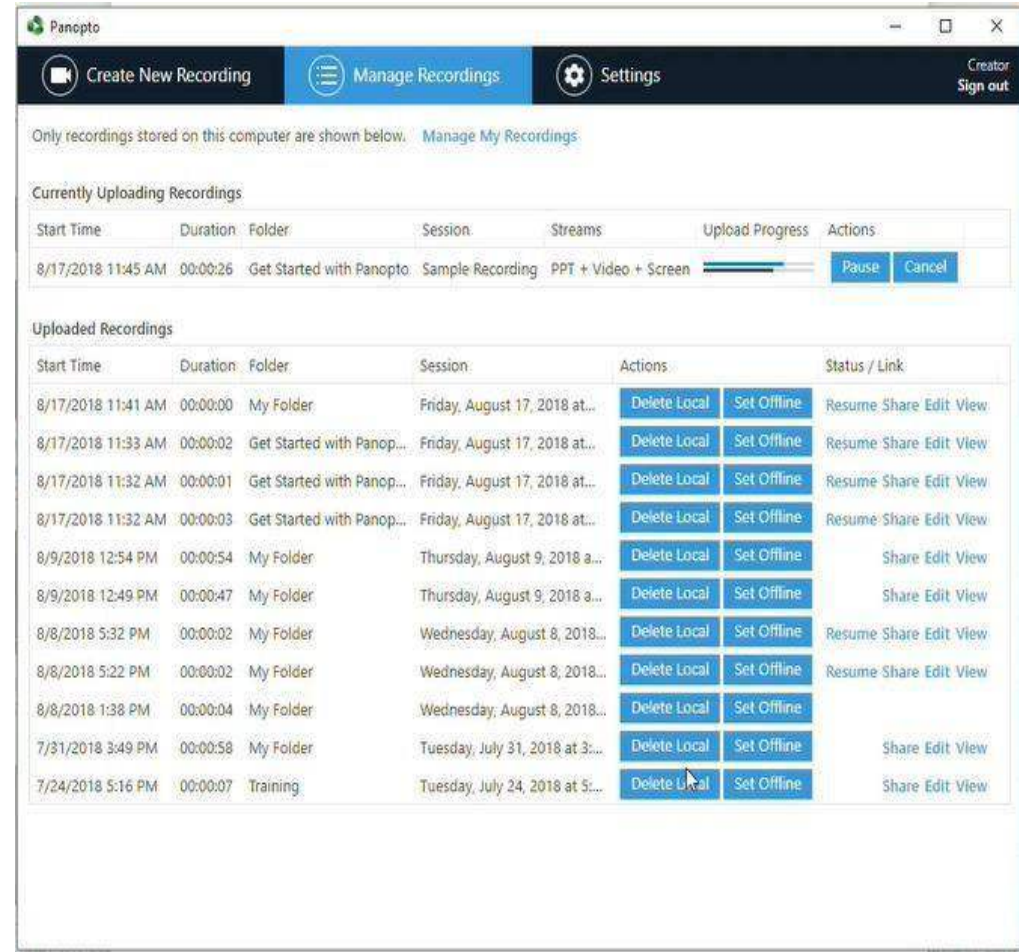 Panopto
Create New Recording Manage Recordings Settings Creator
Sign out
Only recordings stored on this computer are shown below. Manage My Recordings
Currently Uploading Recordings
Start Time Duration Folder Session Streams Upload Progress Actions
8/17/2018 11:45 AM 00:00:26 Get Started with Panopto Sample Recording PPT + Video + Screen Pause Cancel
Uploaded Recordings
Start Time Duration Folder Session Actions Status / Link
8/17/2018 11:41 AM 00:00:00 My Folder Friday, August 17, 2018 at... Delete Local Set Offline Resume Share Edit View
8/17/2018 11:33 AM 00:00:02 Get Started with Panop... Friday, August 17, 2018 at... Delete Local Set Offline Resume Share Edit View
8/17/2018 11:32 AM 00:00:01 Get Started with Panop... Friday, August 17, 2018 at... Delete Local Set Offline Resume Share Edit View
8/17/2018 11:32 AM 00:00:03 Get Started with Panop... Friday, August 17, 2018 at... Delete Local Set Offline Resume Share Edit View
8/9/2018 12:54 PM 00:00:54 My Folder Thursday, August 9, 2018 a... Delete Local Set Offline Share Edit View
8/9/2018 12:49 PM 00:00:47 My Folder Thursday, August 9, 2018 a... Delete Local Set Offline Share Edit View
8/8/2018 5:32 PM 00:00:02 My Folder Wednesday, August 8, 2018... Delete Local Set Offline Resume Share Edit View
8/8/2018 5:22 PM 00:00:02 My Folder Wednesday, August 8, 2018... Delete Local Set Offline Resume Share Edit View
8/8/2018 1:38 PM 00:00:04 My Folder Wednesday, August 8, 2018... Delete Local Set Offline
7/31/2018 3:49 PM 00:00:58 My Folder Tuesday, July 31, 2018 at 3:... Delete Local Set Offline Share Edit View
7/24/2018 5:16 PM 00:00:07 Training Tuesday, July 24, 2018 at 5:... Delete Local Set Offline Share Edit View